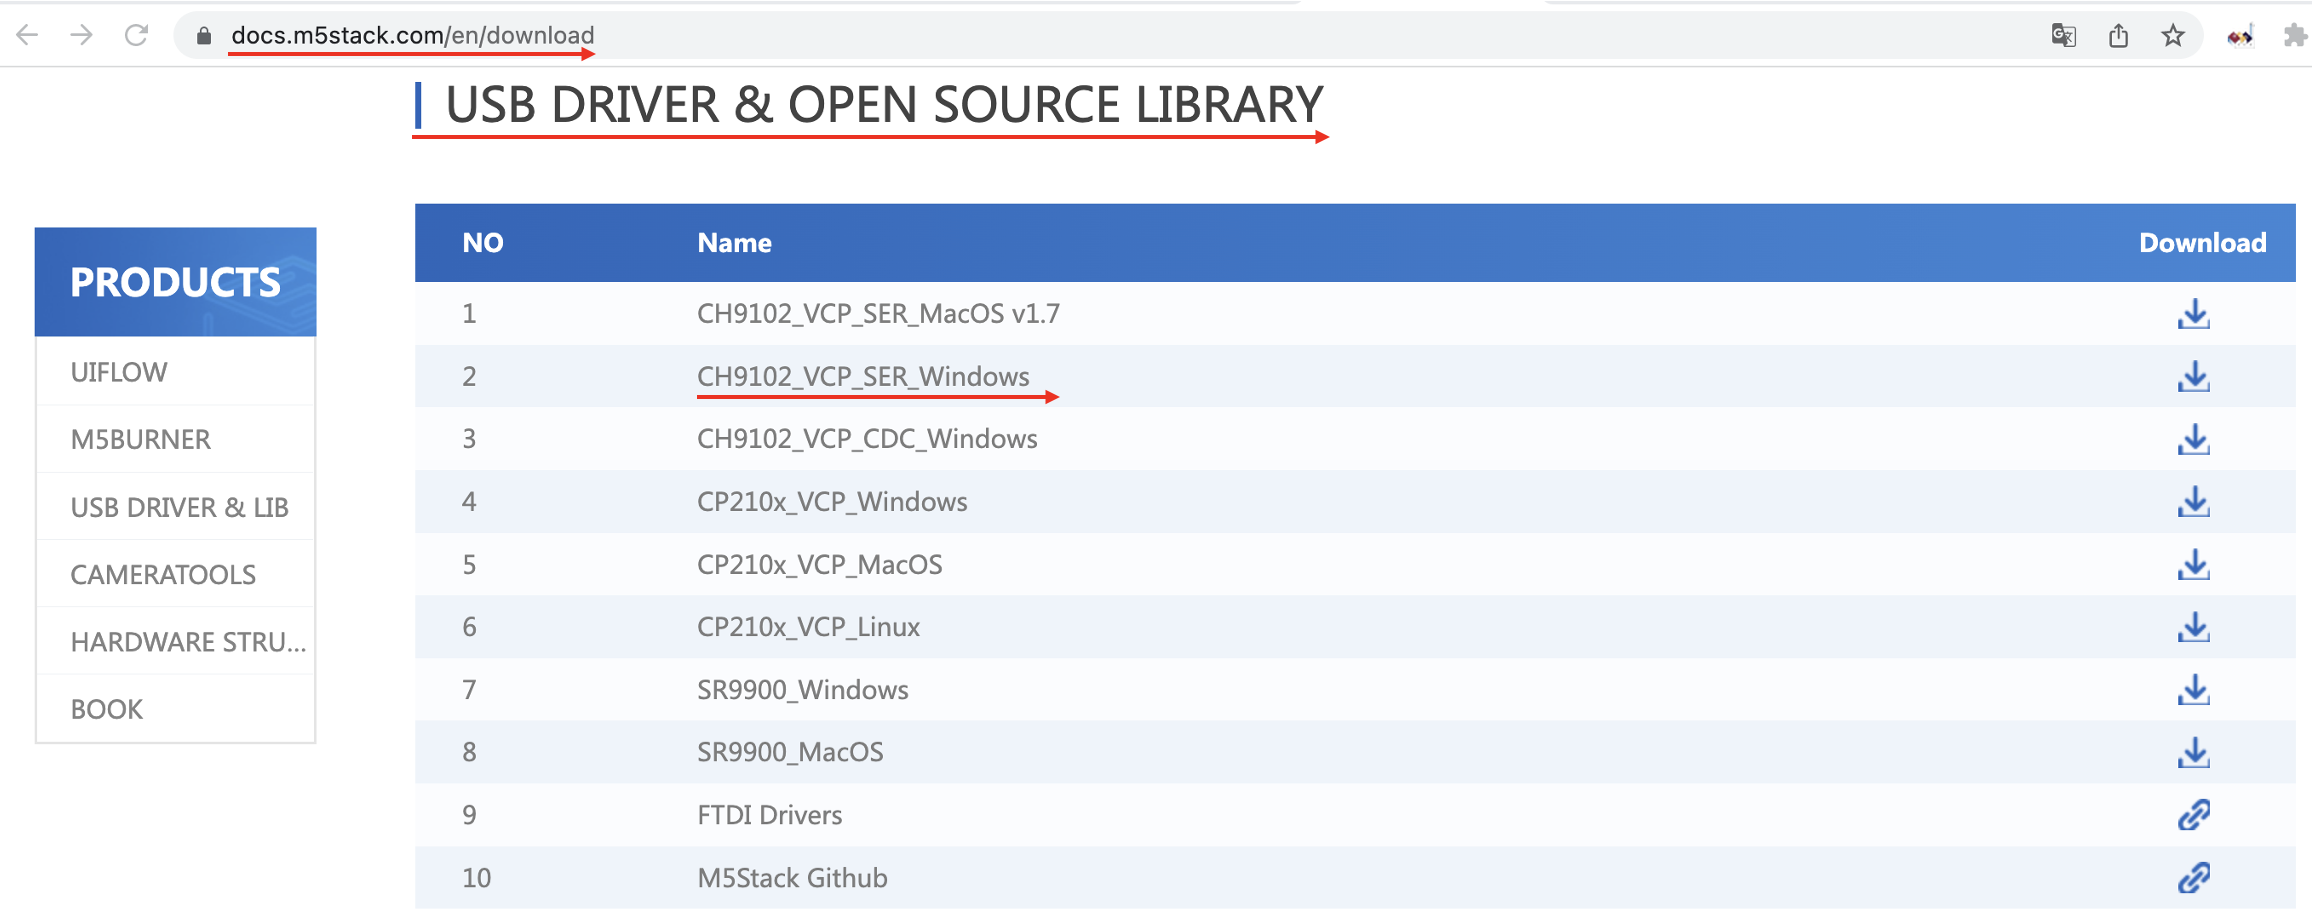 docs.m5stack.com/en/download
USB DRIVER & OPEN SOURCE LIBRARY
PRODUCTS
UIFLOW
M5BURNER
USB DRIVER & LIB
CAMERATOOLS
HARDWARE STRU...
BOOK
NO Name Download
1 CH9102_VCP_SER_MacOS v1.7
2 CH9102_VCP_SER_Windows
3 CH9102_VCP_CDC_Windows
4 CP210x_VCP_Windows
5 CP210x_VCP_MacOS
6 CP210x_VCP_Linux
7 SR9900_Windows
8 SR9900_MacOS
9 FTDI Drivers
10 M5Stack Github